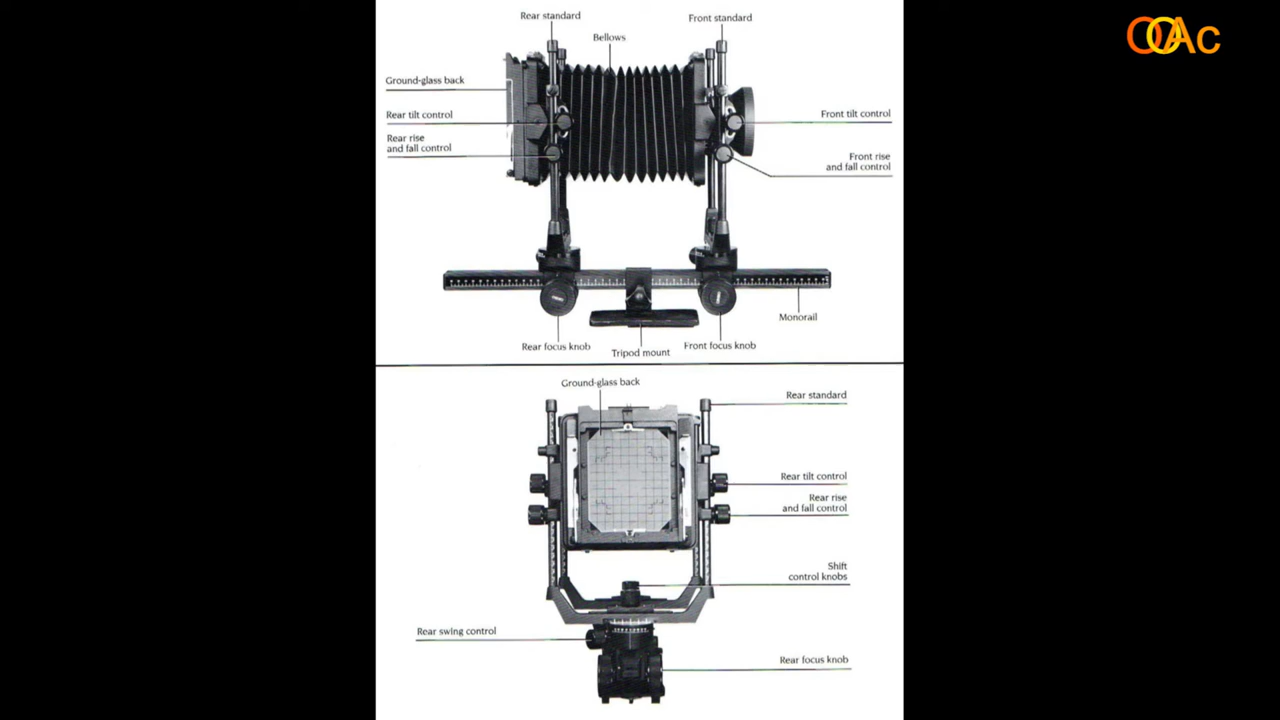 OOAc
Rear standard
Front standard
Bellows
Ground-glass back
Rear tilt control
Front tilt control
Rear rise
and fall control
Front rise
and fall control
Monorail
Rear focus knob
Tripod mount
Front focus knob
Ground-glass back
Rear standard
Rear tilt control
Rear rise
and fall control
Shift
control knobs
Rear swing control
Rear focus knob